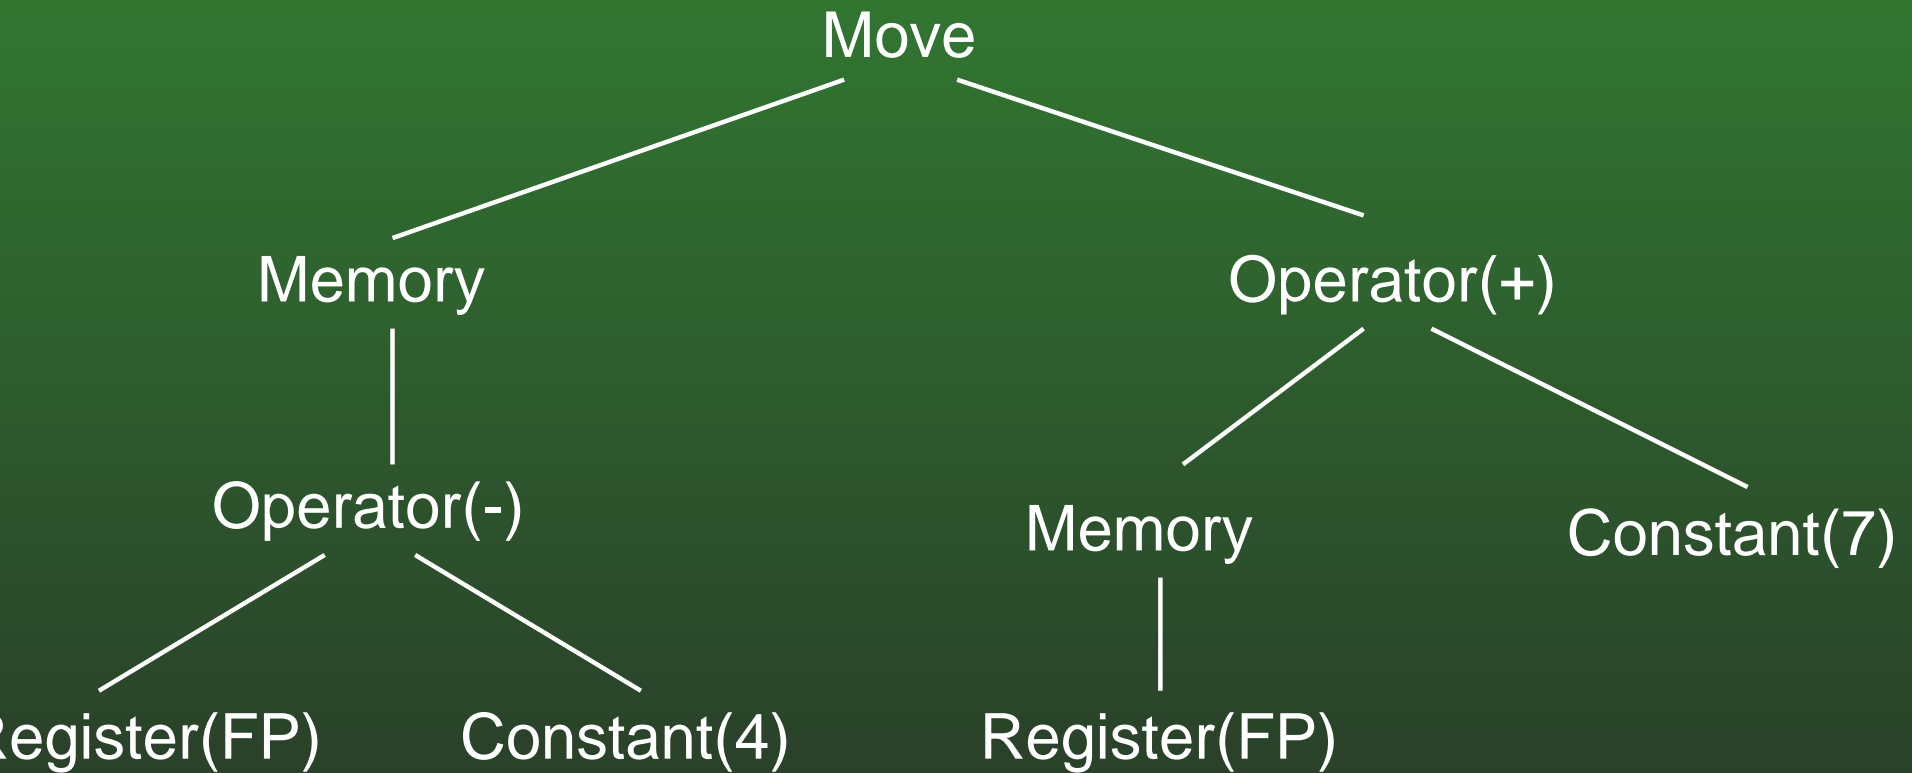 Move
Memory
Operator(+)
Operator(-)
Memory
Constant(7)
Register(FP)
Constant(4)
Register(FP)